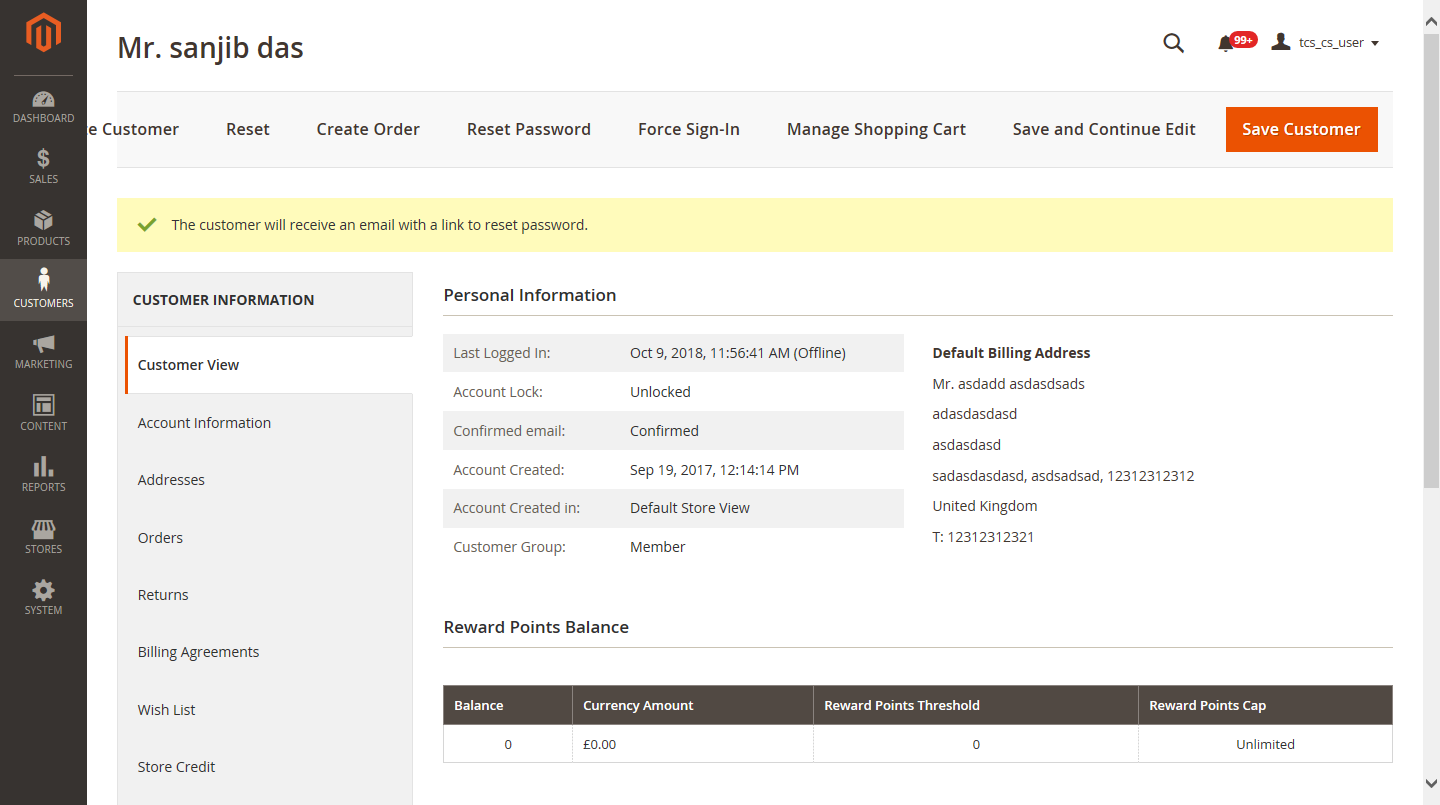 Mr. sanjib das
99+
tcs_cs_user
Customer
Reset
Create Order
Reset Password
Force Sign-In
Manage Shopping Cart
Save and Continue Edit
Save Customer
DASHBOARD
SALES
PRODUCTS
CUSTOMERS
MARKETING
CONTENT
REPORTS
STORES
SYSTEM
The customer will receive an email with a link to reset password.
CUSTOMER INFORMATION
Customer View
Account Information
Addresses
Orders
Returns
Billing Agreements
Wish List
Store Credit
Personal Information
Last Logged In: Oct 9, 2018, 11:56:41 AM (Offline)
Account Lock: Unlocked
Confirmed email: Confirmed
Account Created: Sep 19, 2017, 12:14:14 PM
Account Created in: Default Store View
Customer Group: Member
Default Billing Address
Mr. asdadd asdasdsads
adasdasdasd
asdasdasd
sadasdasdasd, asdsadsad, 12312312312
United Kingdom
T: 12312312321
Reward Points Balance
Balance Currency Amount Reward Points Threshold Reward Points Cap
0 £0.00 0 Unlimited